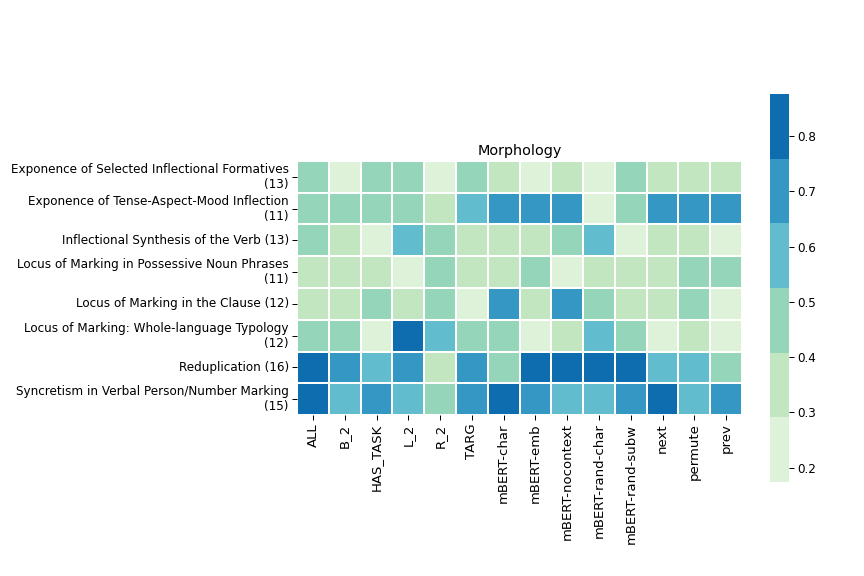 Morphology
Exponence of Selected Inflectional Formatives
(13)
Exponence of Tense-Aspect-Mood Inflection
(11)
Inflectional Synthesis of the Verb (13)
Locus of Marking in Possessive Noun Phrases
(11)
Locus of Marking in the Clause (12)
Locus of Marking: Whole-language Typology
(12)
Reduplication (16)
Syncretism in Verbal Person/Number Marking
(15)
ALL
B_2
HAS_TASK
L_2
R_2
TARG
mBERT-char
mBERT-emb
mBERT-nocontext
mBERT-rand-char
mBERT-rand-subw
next
permute
prev
0.8
0.7
0.6
0.5
0.4
0.3
0.2